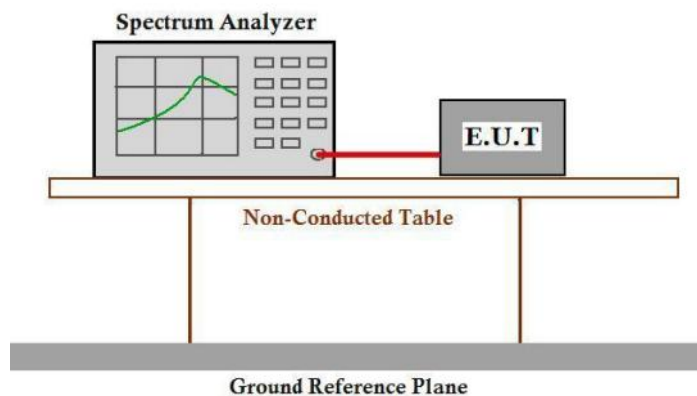 Spectrum Analyzer
E.U.T
Non-Conducted Table
Ground Reference Plane